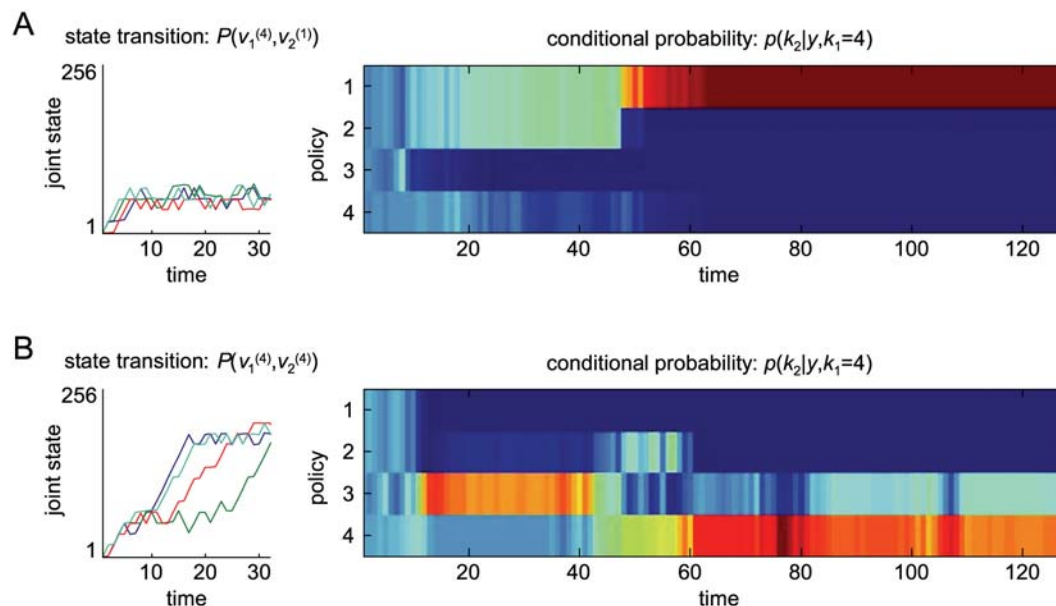 A
state transition: P(v₁⁽⁴⁾,v₂⁽¹⁾)
conditional probability: p(k₂|y,k₁=4)
256
joint state
1
10 20 30
time
policy
1
2
3
4
20 40 60 80 100 120
time
B
state transition: P(v₁⁽⁴⁾,v₂⁽⁴⁾)
conditional probability: p(k₂|y,k₁=4)
256
joint state
1
10 20 30
time
policy
1
2
3
4
20 40 60 80 100 120
time